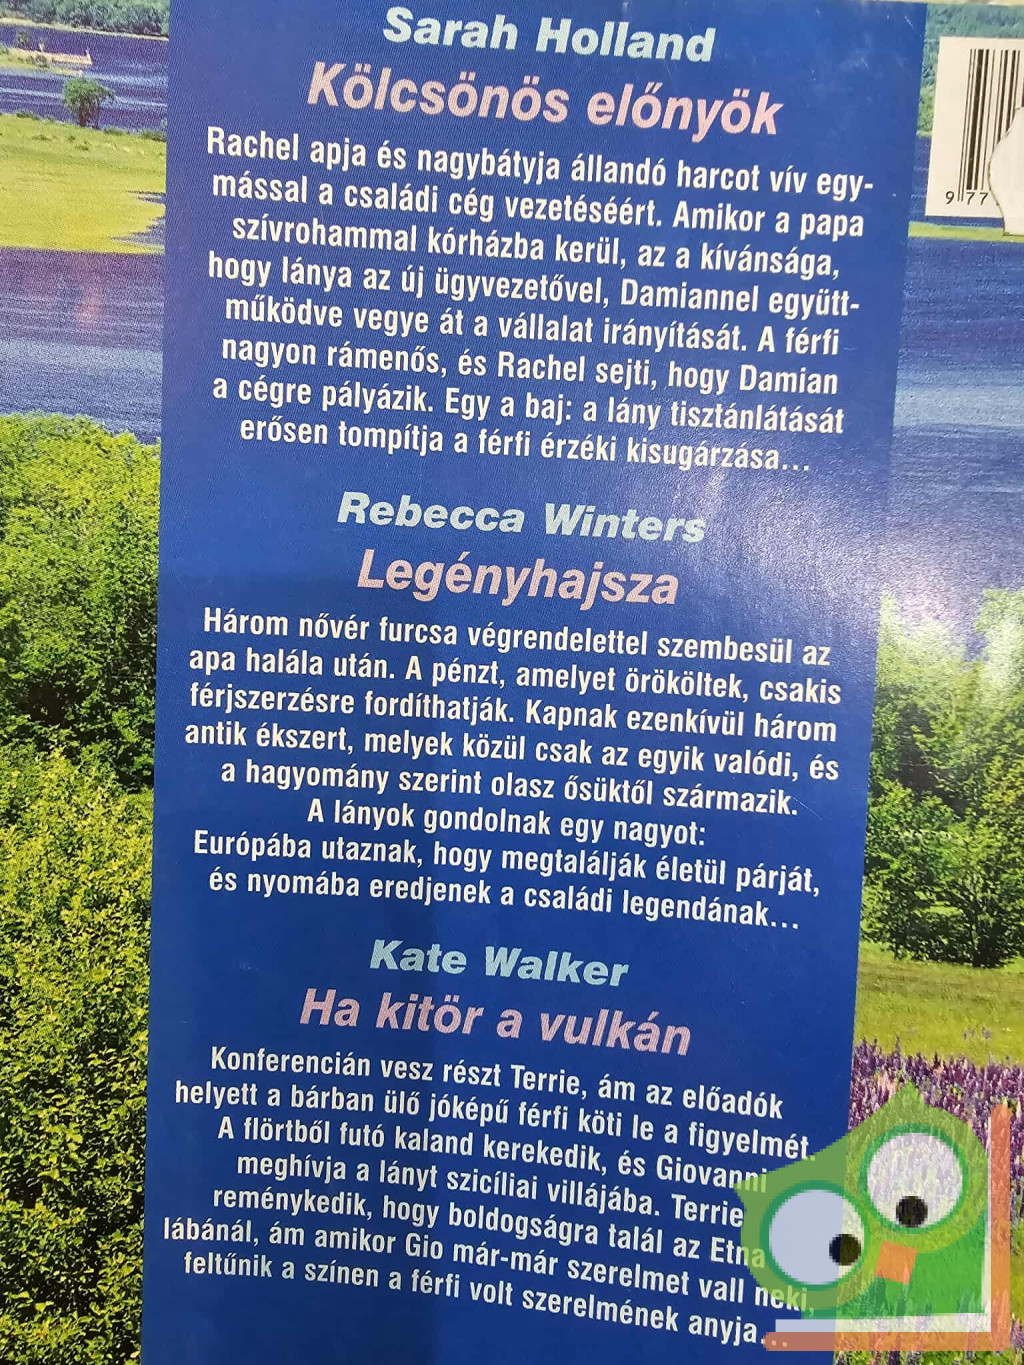 Sarah Holland
Kölcsönös előnyök
Rachel apja és nagybátyja állandó harcot vív egy-
mással a családi cég vezetéséért. Amikor a papa
szívrohammal kórházba kerül, az a kívánsága,
hogy lánya az új ügyvezetővel, Damiannel együtt-
működve vegye át a vállalat irányítását. A férfi
nagyon rámenős, és Rachel sejti, hogy Damian
a cégre pályázik. Egy a baj: a lány tisztánlátását
erősen tompítja a férfi érzéki kisugárzása...
Rebecca Winters
Legényhajsza
Három nővér furcsa végrendelettel szembesül az
apa halála után. A pénzt, amelyet örököltek, csakis
férjszerzésre fordíthatják. Kapnak ezenkívül három
antik ékszert, melyek közül csak az egyik valódi, és
a hagyomány szerint olasz ősüktől származik.
A lányok gondolnak egy nagyot:
Európába utaznak, hogy megtalálják életül párját,
és nyomába eredjenek a családi legendának...
Kate Walker
Ha kitör a vulkán
Konferencián vesz részt Terrie, ám az előadók
helyett a bárban ülő jóképű férfi köti le a figyelmét.
A flörtből futó kaland kerekedik, és Giovanni
meghívja a lányt szicíliai villájába. Terrie
reménykedik, hogy boldogságra talál az Etna
lábánál, ám amikor Gio már-már szerelmet vall neki,
feltűnik a színen a férfi volt szerelmének anyja...
9 77